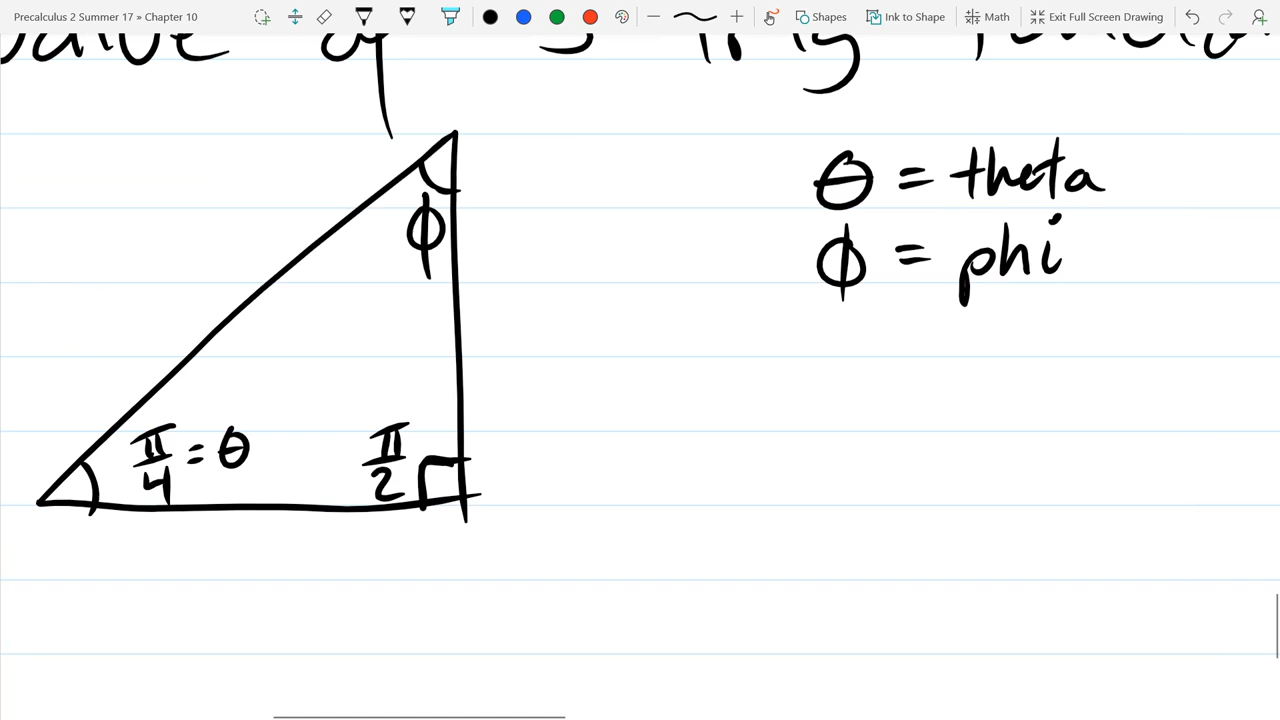 Precalculus 2 Summer 17 » Chapter 10
Shapes
Ink to Shape
Math
Exit Full Screen Drawing
θ = theta
ϕ = phi
ϕ
π/4 = θ
π/2